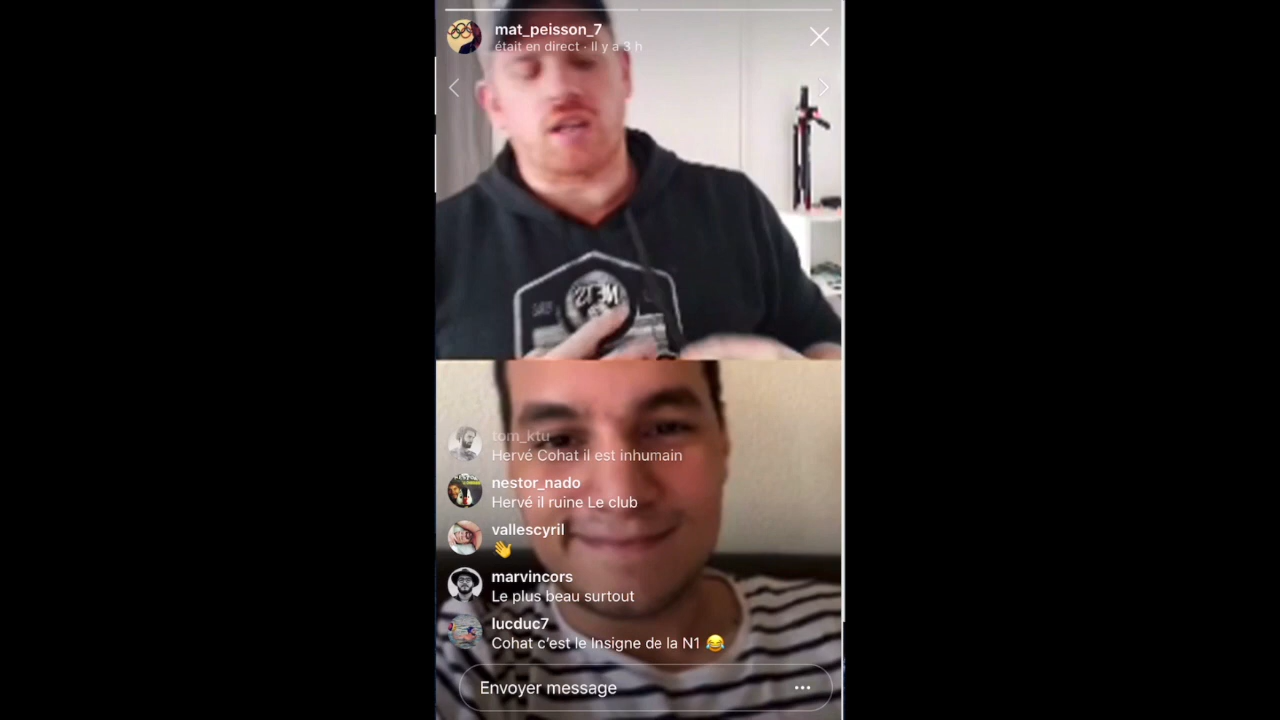 mat_peisson_7
était en direct · Il y a 3 h
NETS
tom_ktu
Hervé Cohat il est inhumain
nestor_nado
Hervé il ruine Le club
vallescyril
👋
marvincors
Le plus beau surtout
lucduc7
Cohat c'est le Insigne de la N1 😂
Envoyer message